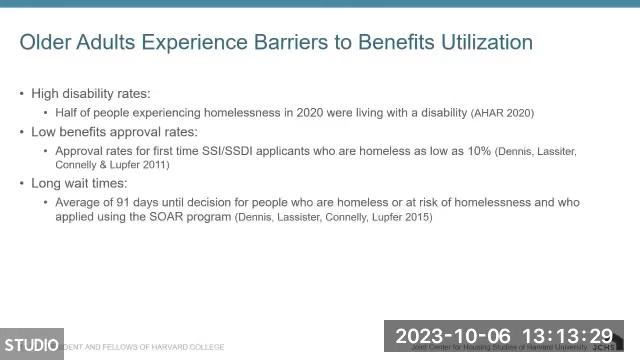 Older Adults Experience Barriers to Benefits Utilization
• High disability rates:
• Half of people experiencing homelessness in 2020 were living with a disability (AHAR 2020)
• Low benefits approval rates:
• Approval rates for first time SSI/SSDI applicants who are homeless as low as 10% (Dennis, Lassiter,
Connelly & Lupfer 2011)
• Long wait times:
• Average of 91 days until decision for people who are homeless or at risk of homelessness and who
applied using the SOAR program (Dennis, Lassister, Connelly, Lupfer 2015)
STUDIO
DENT AND FELLOWS OF HARVARD COLLEGE
2023-10-06 13:13:29
Joint Center for Housing Studies of Harvard University
JCHS